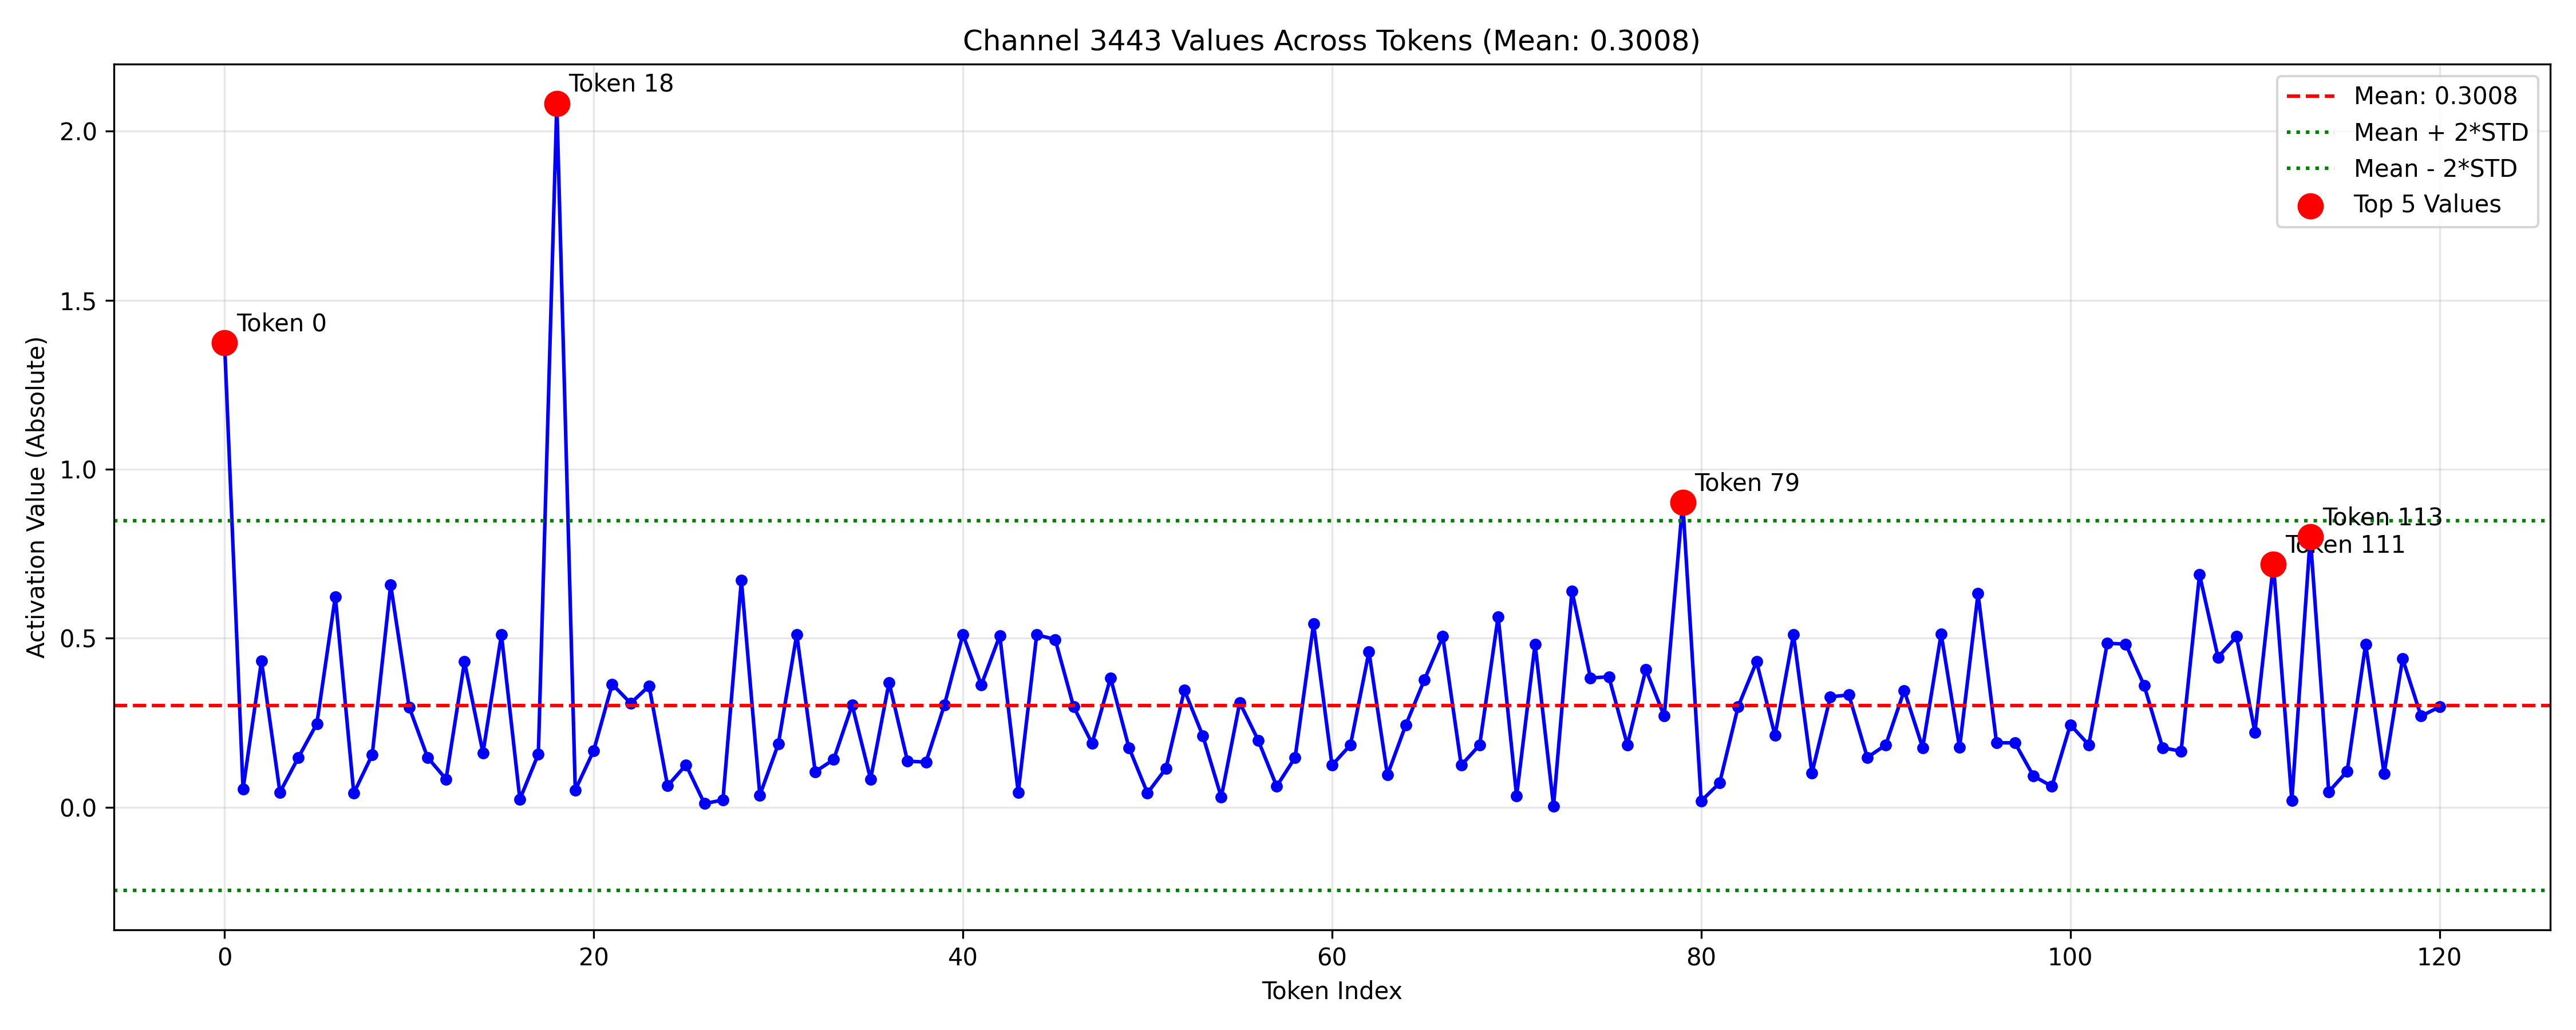 Channel 3443 Values Across Tokens (Mean: 0.3008)
Token 18
Token 0
Token 79
Token 113
Token 111
Mean: 0.3008
Mean + 2*STD
Mean - 2*STD
Top 5 Values
Activation Value (Absolute)
2.0
1.5
1.0
0.5
0.0
0 20 40 60 80 100 120
Token Index